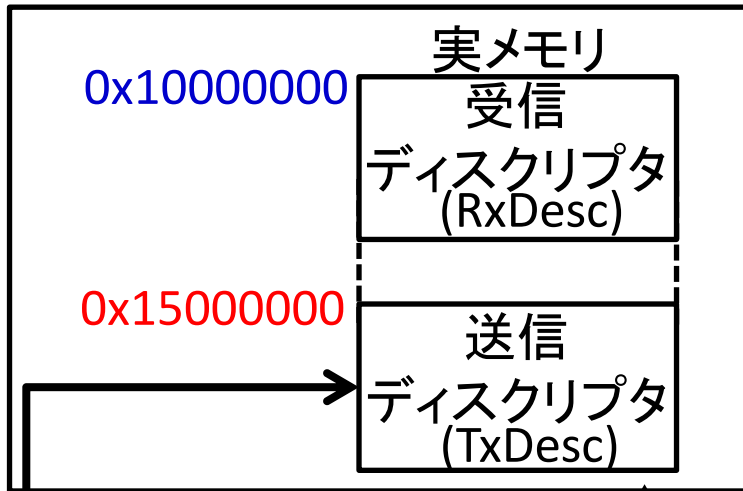 実メモリ
0x10000000
受信
ディスクリプタ
(RxDesc)
0x15000000
送信
ディスクリプタ
(TxDesc)